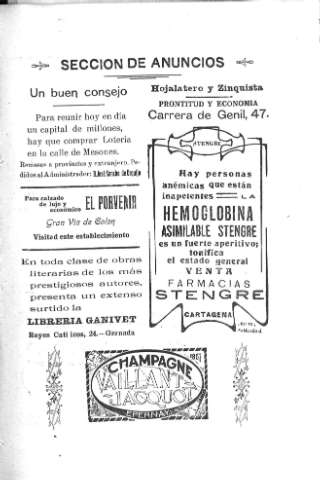 SECCION DE ANUNCIOS
Un buen consejo
Para reunir hoy en día
un capital de millones,
hay que comprar Lotería
en la calle de Mesones.
Remesas a provincias y extranjero. Pe-
didos al Administrador:
Para calzado
de lujo y
económico
EL PORVENIR
Gran Via de Colon
Visitad este establecimiento
En toda clase de obras
literarias de los más
prestigiosos autores,
presenta un extenso
surtido la
LIBRERIA GANIVET
Reyes Católicos, 24.—Granada
Hojalatero y Zinquista
PRONTITUD Y ECONOMIA
Carrera de Genil, 47.
STENGRE
Hay personas
anémicas que están
inapetentes LA
HEMOGLOBINA
ASIMILABLE STENGRE
es un fuerte aperitivo;
tonifica
el estado general
VENTA
FARMACIAS
STENGRE
CARTAGENA
CHAMPAGNE
VAILLANT
JACQUOT
EPERNAY